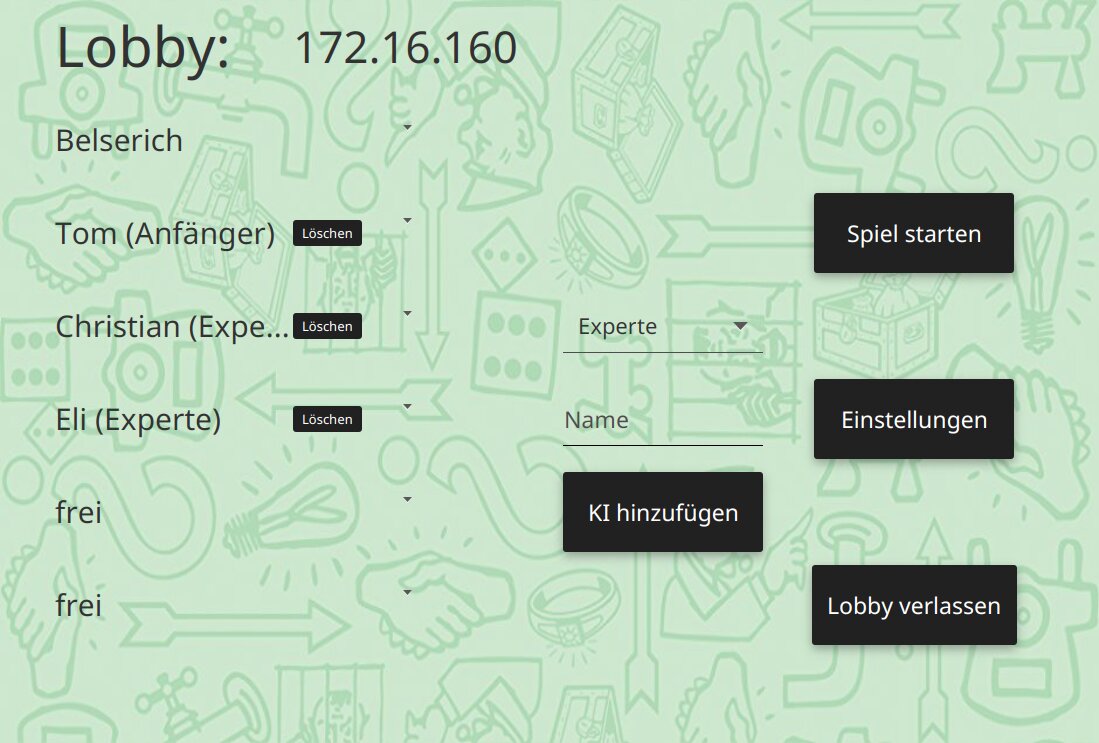 Lobby: 172.16.160
Belserich
Tom (Anfänger) Löschen
Spiel starten
Christian (Expe... Löschen
Experte
Eli (Experte) Löschen
Name
Einstellungen
frei
KI hinzufügen
frei
Lobby verlassen